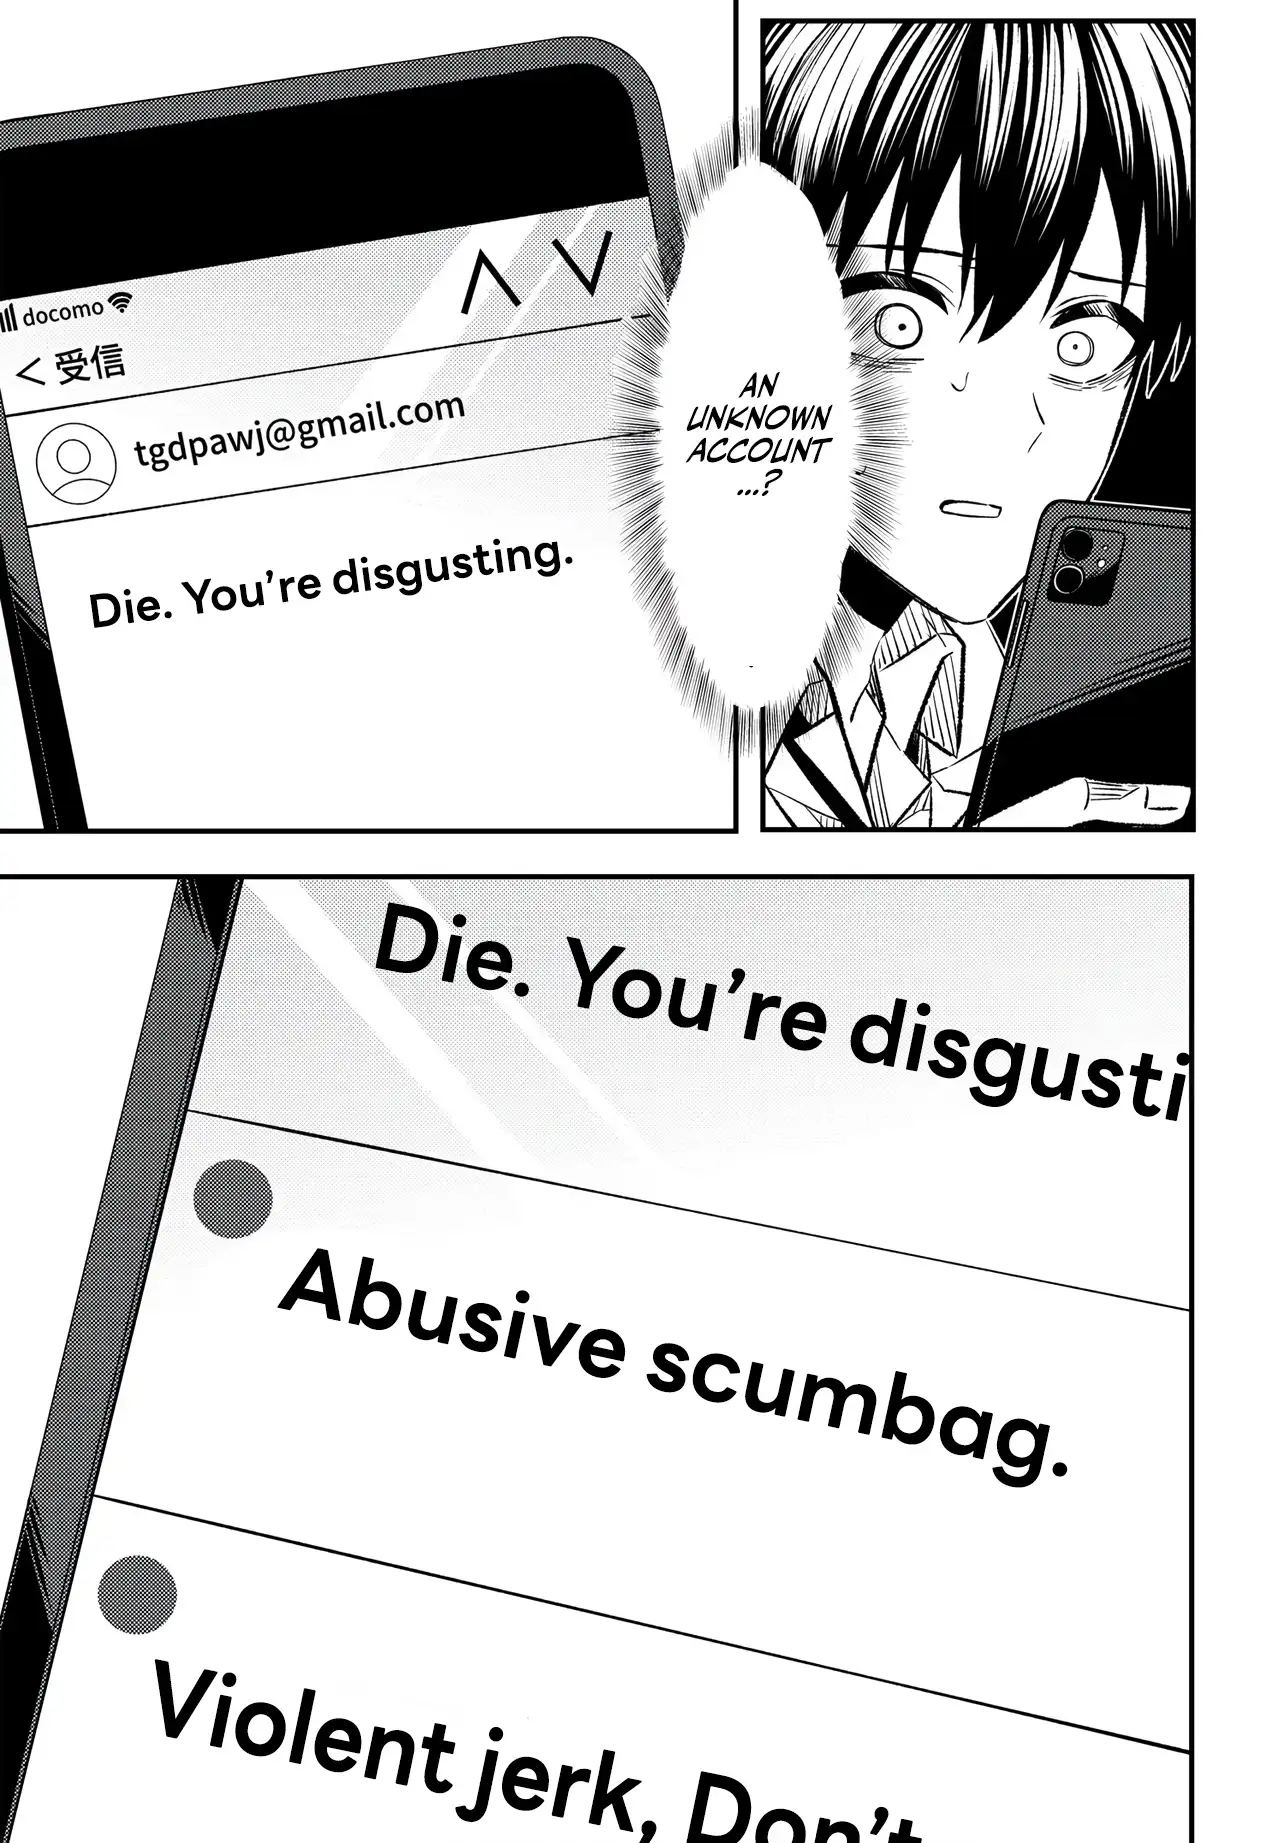 AN
UNKNOWN
ACCOUNT
...?
docomo
< 受信
tgdpawj@gmail.com
Die. You’re disgusting.
Die. You’re disgusti
Abusive scumbag.
Violent jerk, Don’t